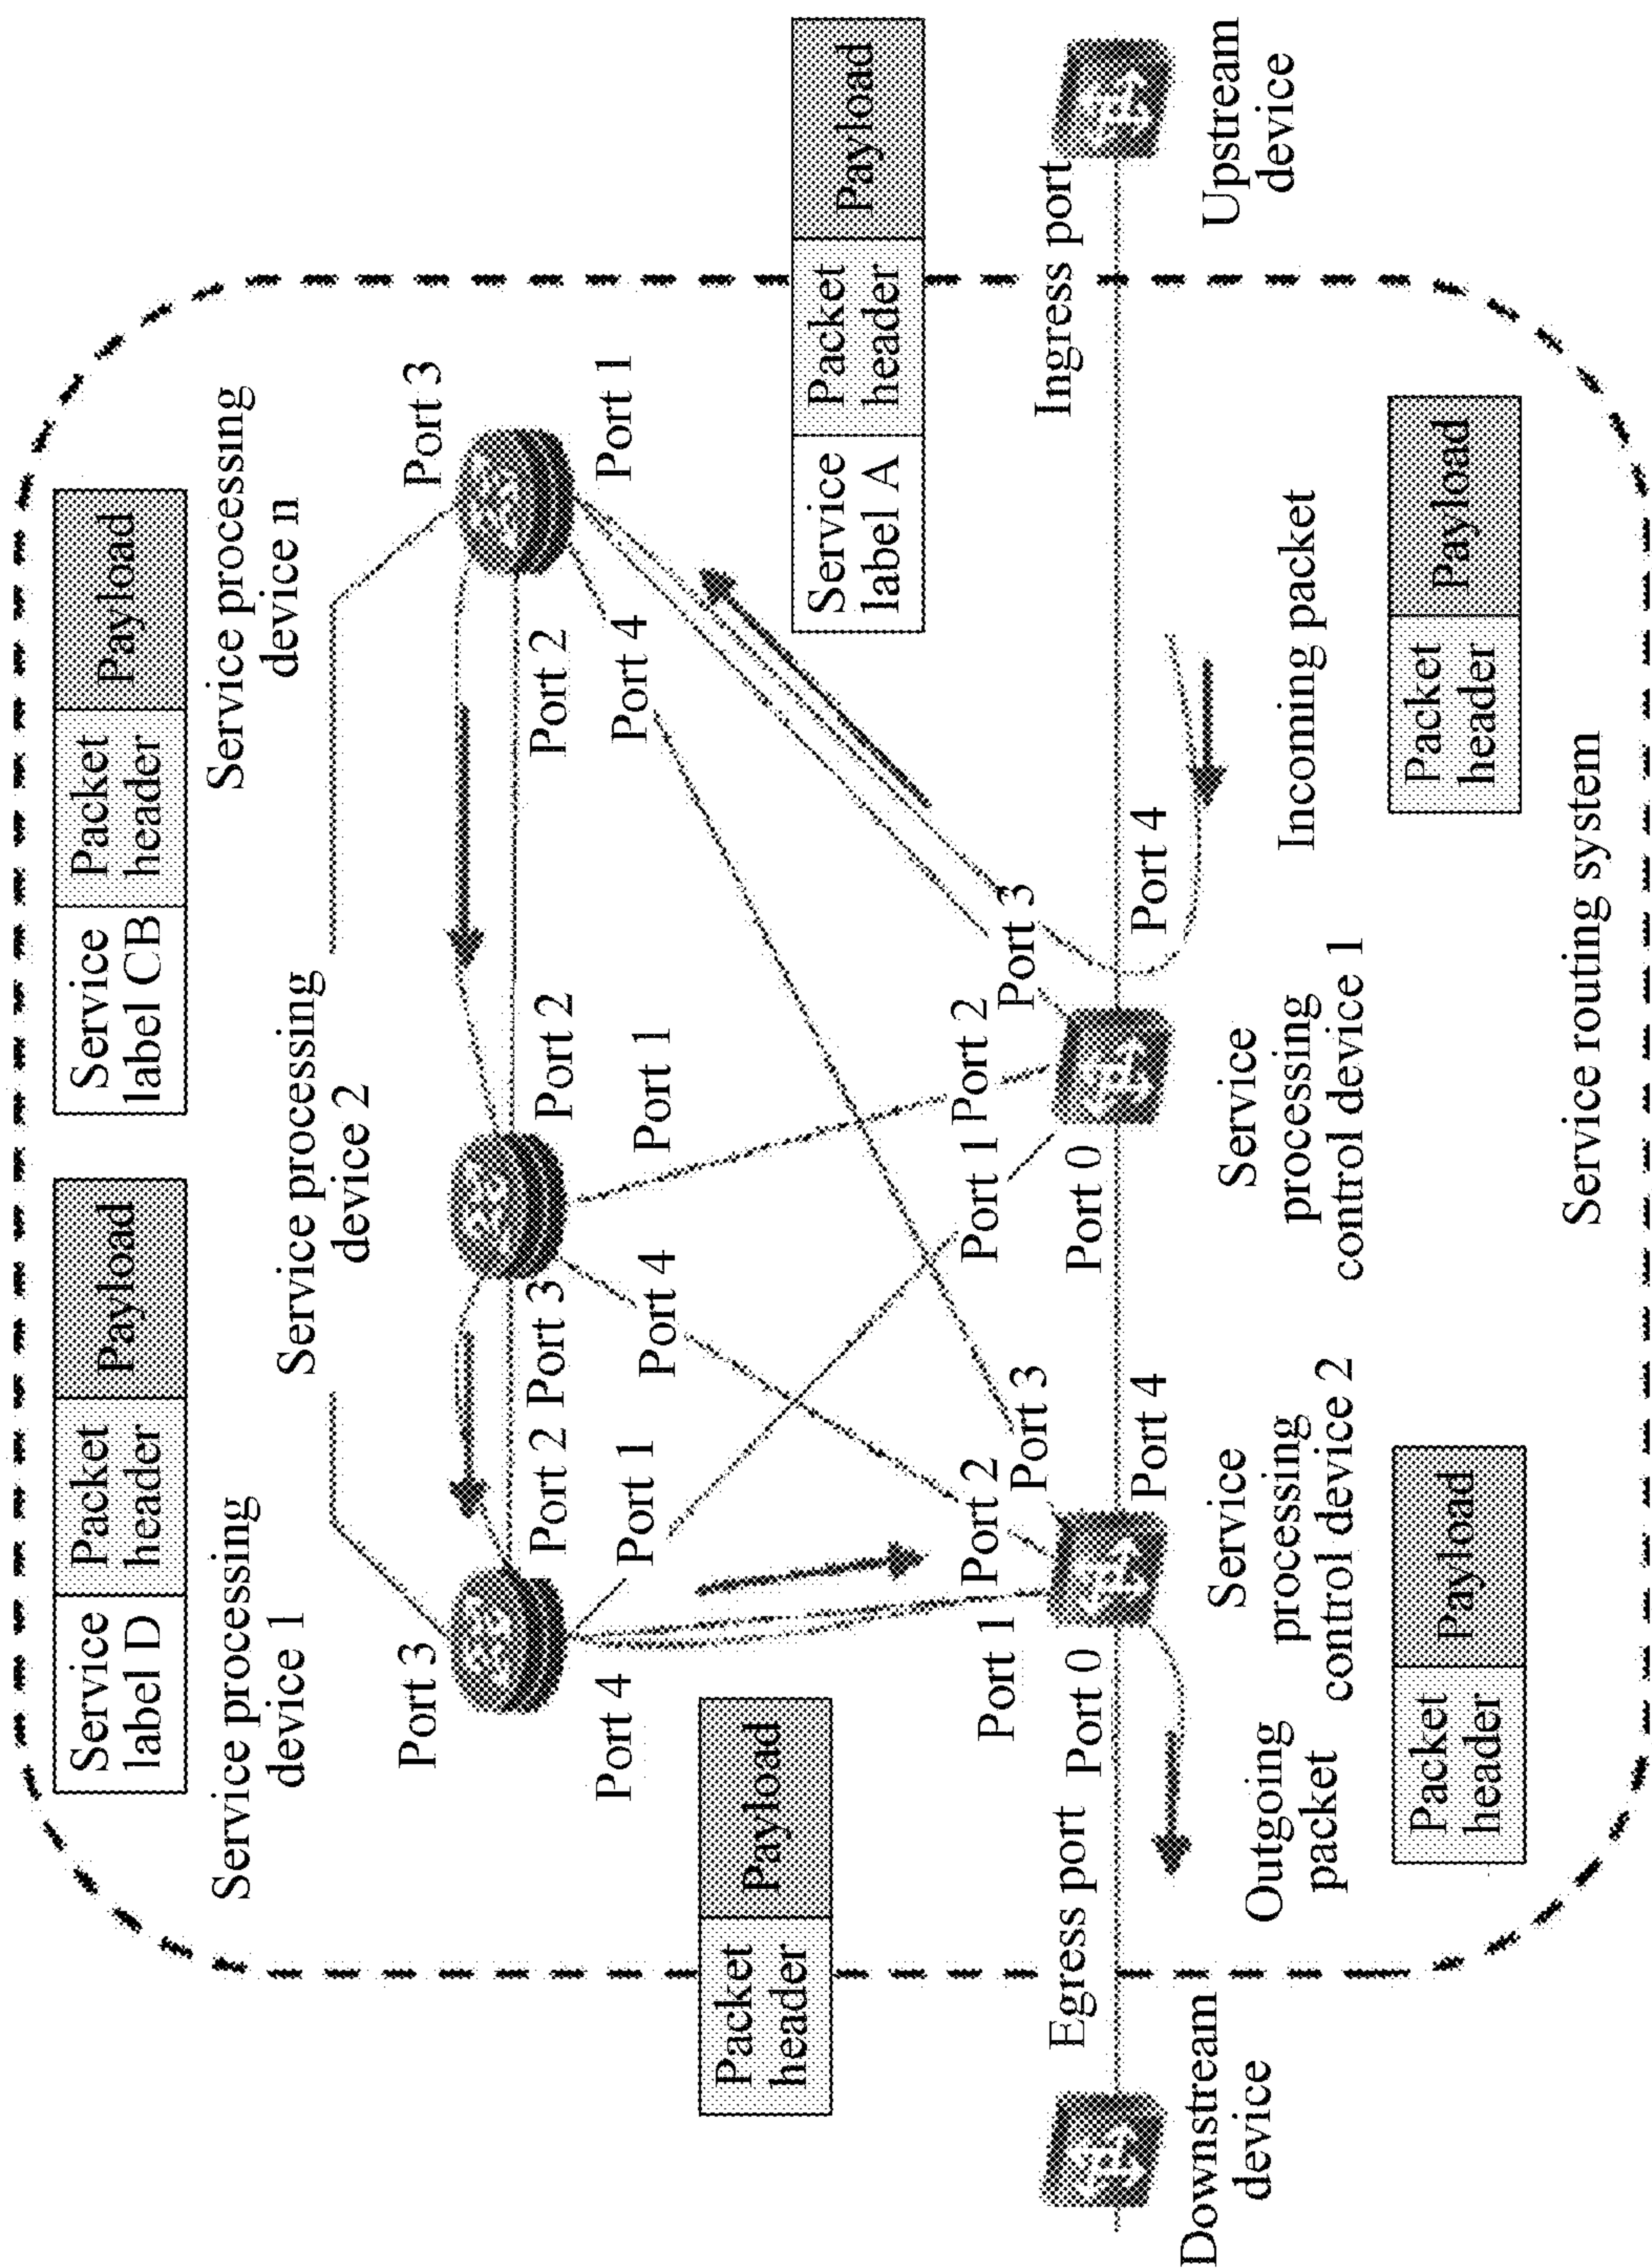 Service
label D
Packet
header
Payload
Service
label CB
Packet
header
Payload
Service processing
device 1
Service processing
device 2
Service processing
device n
Port 3
Port 3
Port 4
Port 2
Port 3
Port 2
Port 2
Port 1
Port 1
Port 4
Port 1
Port 4
Packet
header
Payload
Service
label A
Packet
header
Payload
Port 1
Port 2
Port 3
Port 1
Port 2
Port 3
Egress port
Port 0
Port 4
Port 0
Port 4
Ingress port
Downstream
device
Outgoing
packet
Service
processing
control device 2
Service
processing
control device 1
Incoming packet
Upstream
device
Packet
header
Payload
Packet
header
Payload
Service routing system